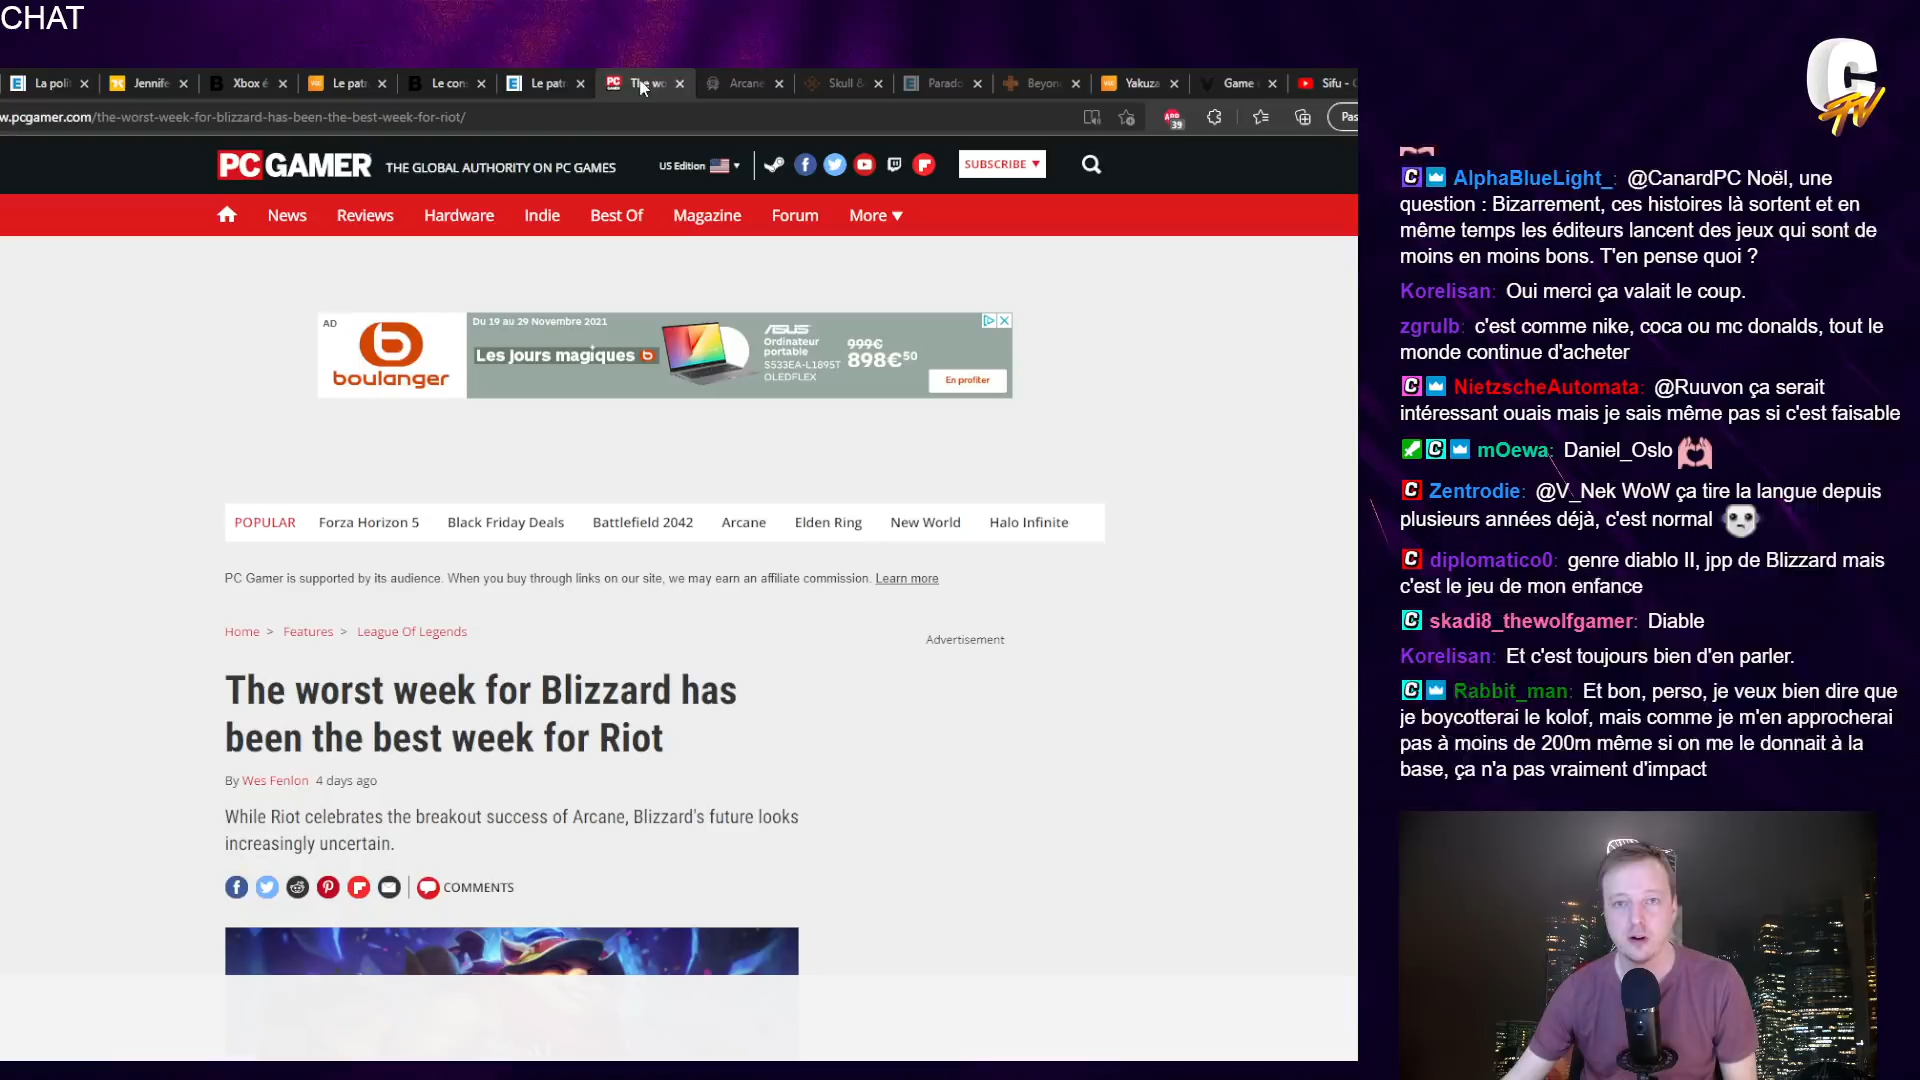 CHAT
La poli
Jennife
Xbox é
Le pat
Le con
Le pat
The wo
Arcane
Skull &
Parado
Beyon
Yakuza
Game
Sifu -
w.pcgamer.com/the-worst-week-for-blizzard-has-been-the-best-week-for-riot/
39
Pas
PC GAMER
THE GLOBAL AUTHORITY ON PC GAMES
US Edition
SUBSCRIBE
News
Reviews
Hardware
Indie
Best Of
Magazine
Forum
More
AD
boulanger
Du 19 au 29 Novembre 2021
Les jours magiques
ASUS
Ordinateur
portable
S533EA-L1895T
OLEDFLEX
999€
898€50
En profiter
POPULAR
Forza Horizon 5
Black Friday Deals
Battlefield 2042
Arcane
Elden Ring
New World
Halo Infinite
PC Gamer is supported by its audience. When you buy through links on our site, we may earn an affiliate commission. Learn more
Home > Features > League Of Legends
Advertisement
The worst week for Blizzard has
been the best week for Riot
By Wes Fenlon 4 days ago
While Riot celebrates the breakout success of Arcane, Blizzard's future looks
increasingly uncertain.
COMMENTS
C
TV
AlphaBlueLight_: @CanardPC Noël, une
question : Bizarrement, ces histoires là sortent et en
même temps les éditeurs lancent des jeux qui sont de
moins en moins bons. T'en pense quoi ?
Korelisan: Oui merci ça valait le coup.
zgrulb: c'est comme nike, coca ou mc donalds, tout le
monde continue d'acheter
NietzscheAutomata: @Ruuvon ça serait
intéressant ouais mais je sais même pas si c'est faisable
mOewa: Daniel_Oslo
Zentrodie: @V_Nek WoW ça tire la langue depuis
plusieurs années déjà, c'est normal
diplomatico0: genre diablo II, jpp de Blizzard mais
c'est le jeu de mon enfance
skadi8_thewolfgamer: Diable
Korelisan: Et c'est toujours bien d'en parler.
Rabbit_man: Et bon, perso, je veux bien dire que
je boycotterai le kolof, mais comme je m'en approcherai
pas à moins de 200m même si on me le donnait à la
base, ça n'a pas vraiment d'impact